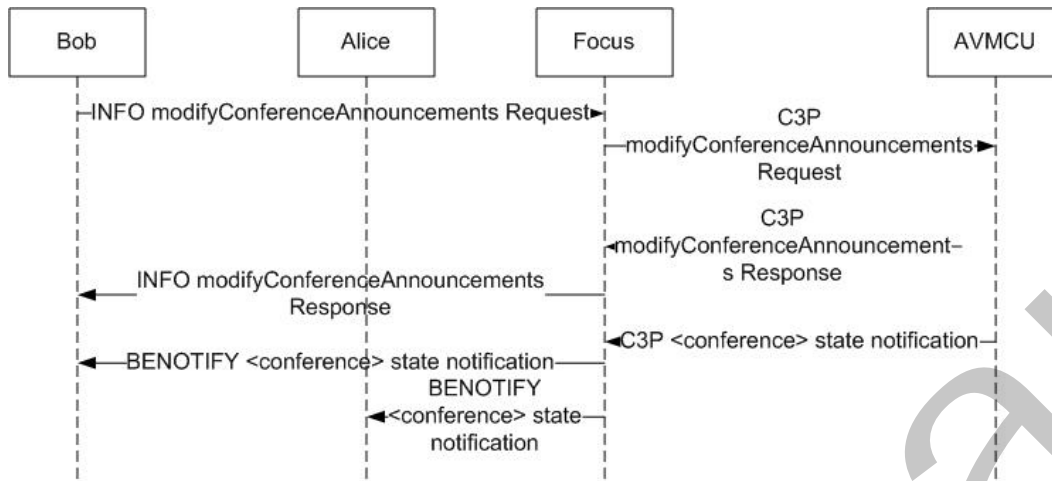 Bob
Alice
Focus
AVMCU
INFO modifyConferenceAnnouncements Request
C3P
modifyConferenceAnnouncements
Request
C3P
modifyConferenceAnnouncement-
s Response
INFO modifyConferenceAnnouncements
Response
C3P <conference> state notification
BENOTIFY <conference> state notification
BENOTIFY
<conference> state
notification